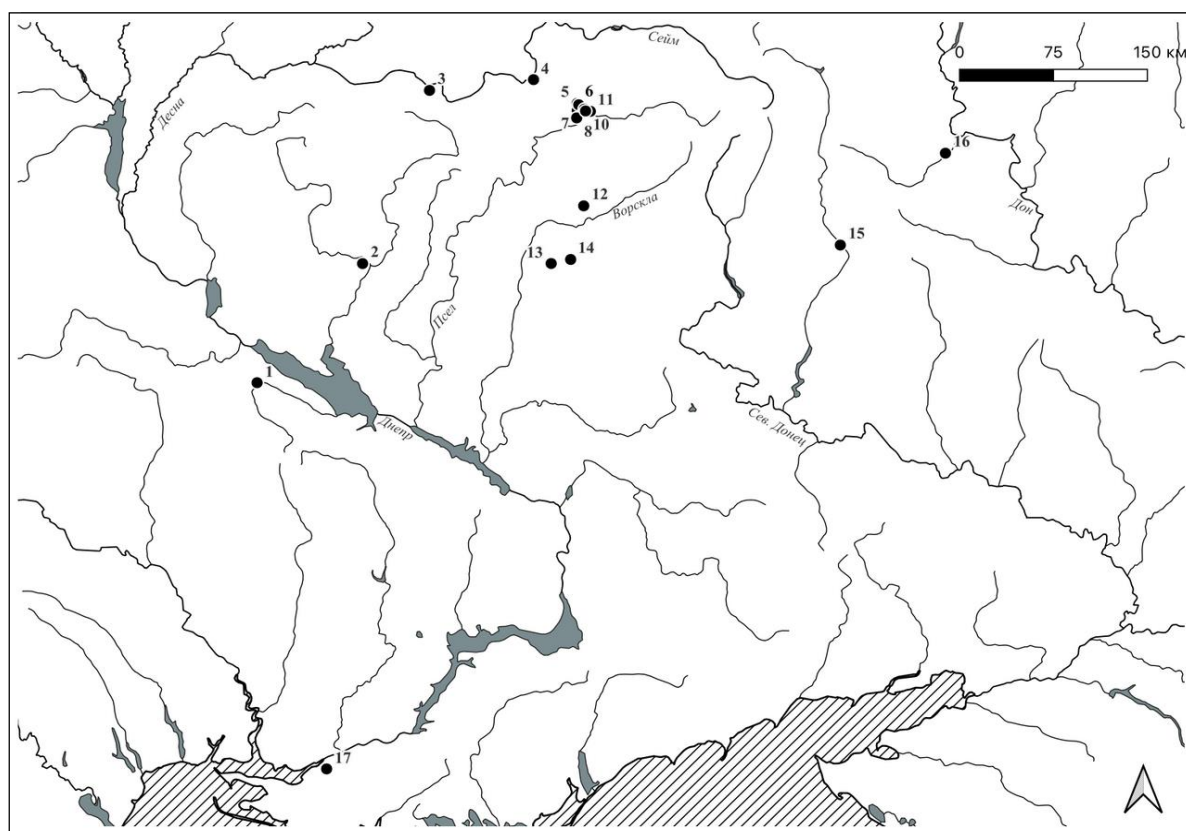 Сейм
0 75 150 км
4
3
5 6 11
Десна
7 8 10
16
12
Ворскла
Дон
13 14
15
2
Псел
1
Днепр
Сев. Донец
17